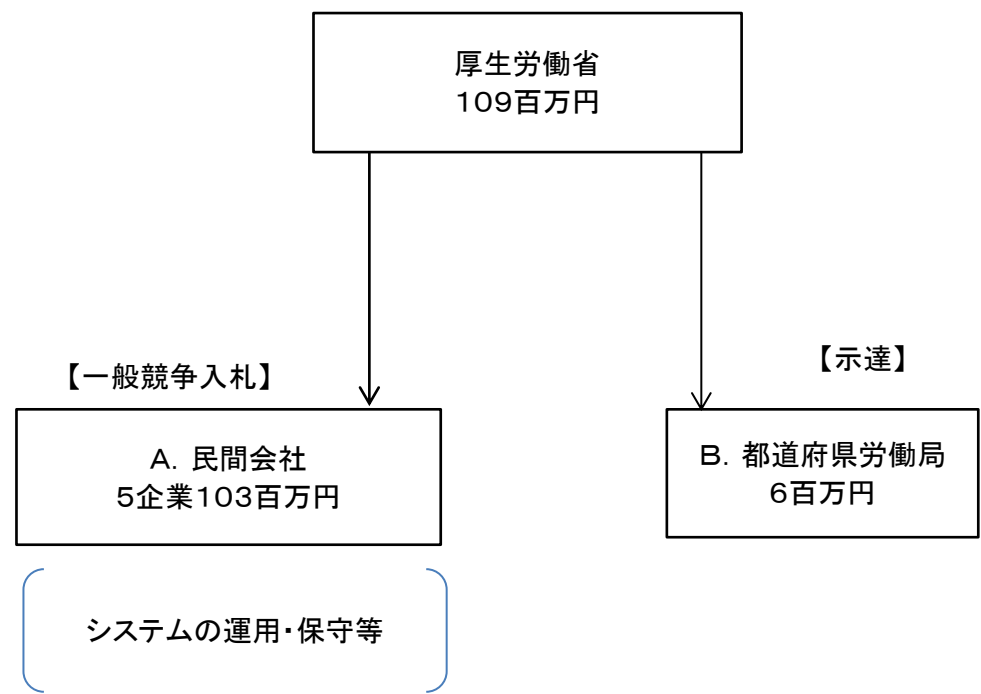 厚生労働省
109百万円
【一般競争入札】
【示達】
A. 民間会社
5企業103百万円
B. 都道府県労働局
6百万円
システムの運用・保守等